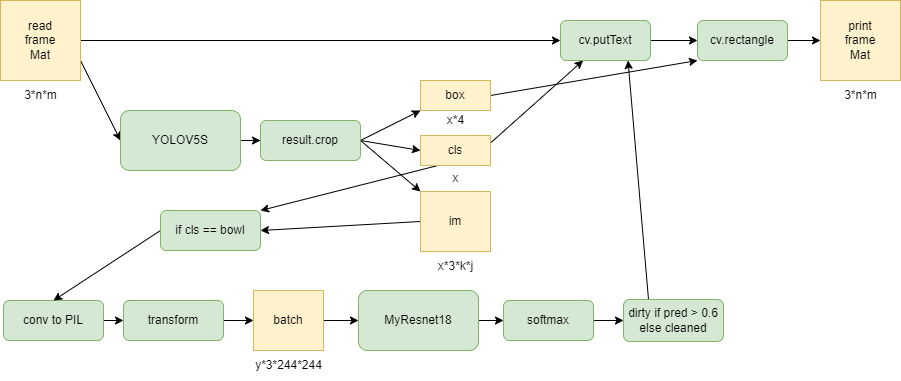 read
frame
Mat
3*n*m
cv.putText
cv.rectangle
print
frame
Mat
3*n*m
box
x*4
YOLOV5S
result.crop
cls
x
im
x*3*k*j
if cls == bowl
conv to PIL
transform
batch
y*3*244*244
MyResnet18
softmax
dirty if pred > 0.6
else cleaned